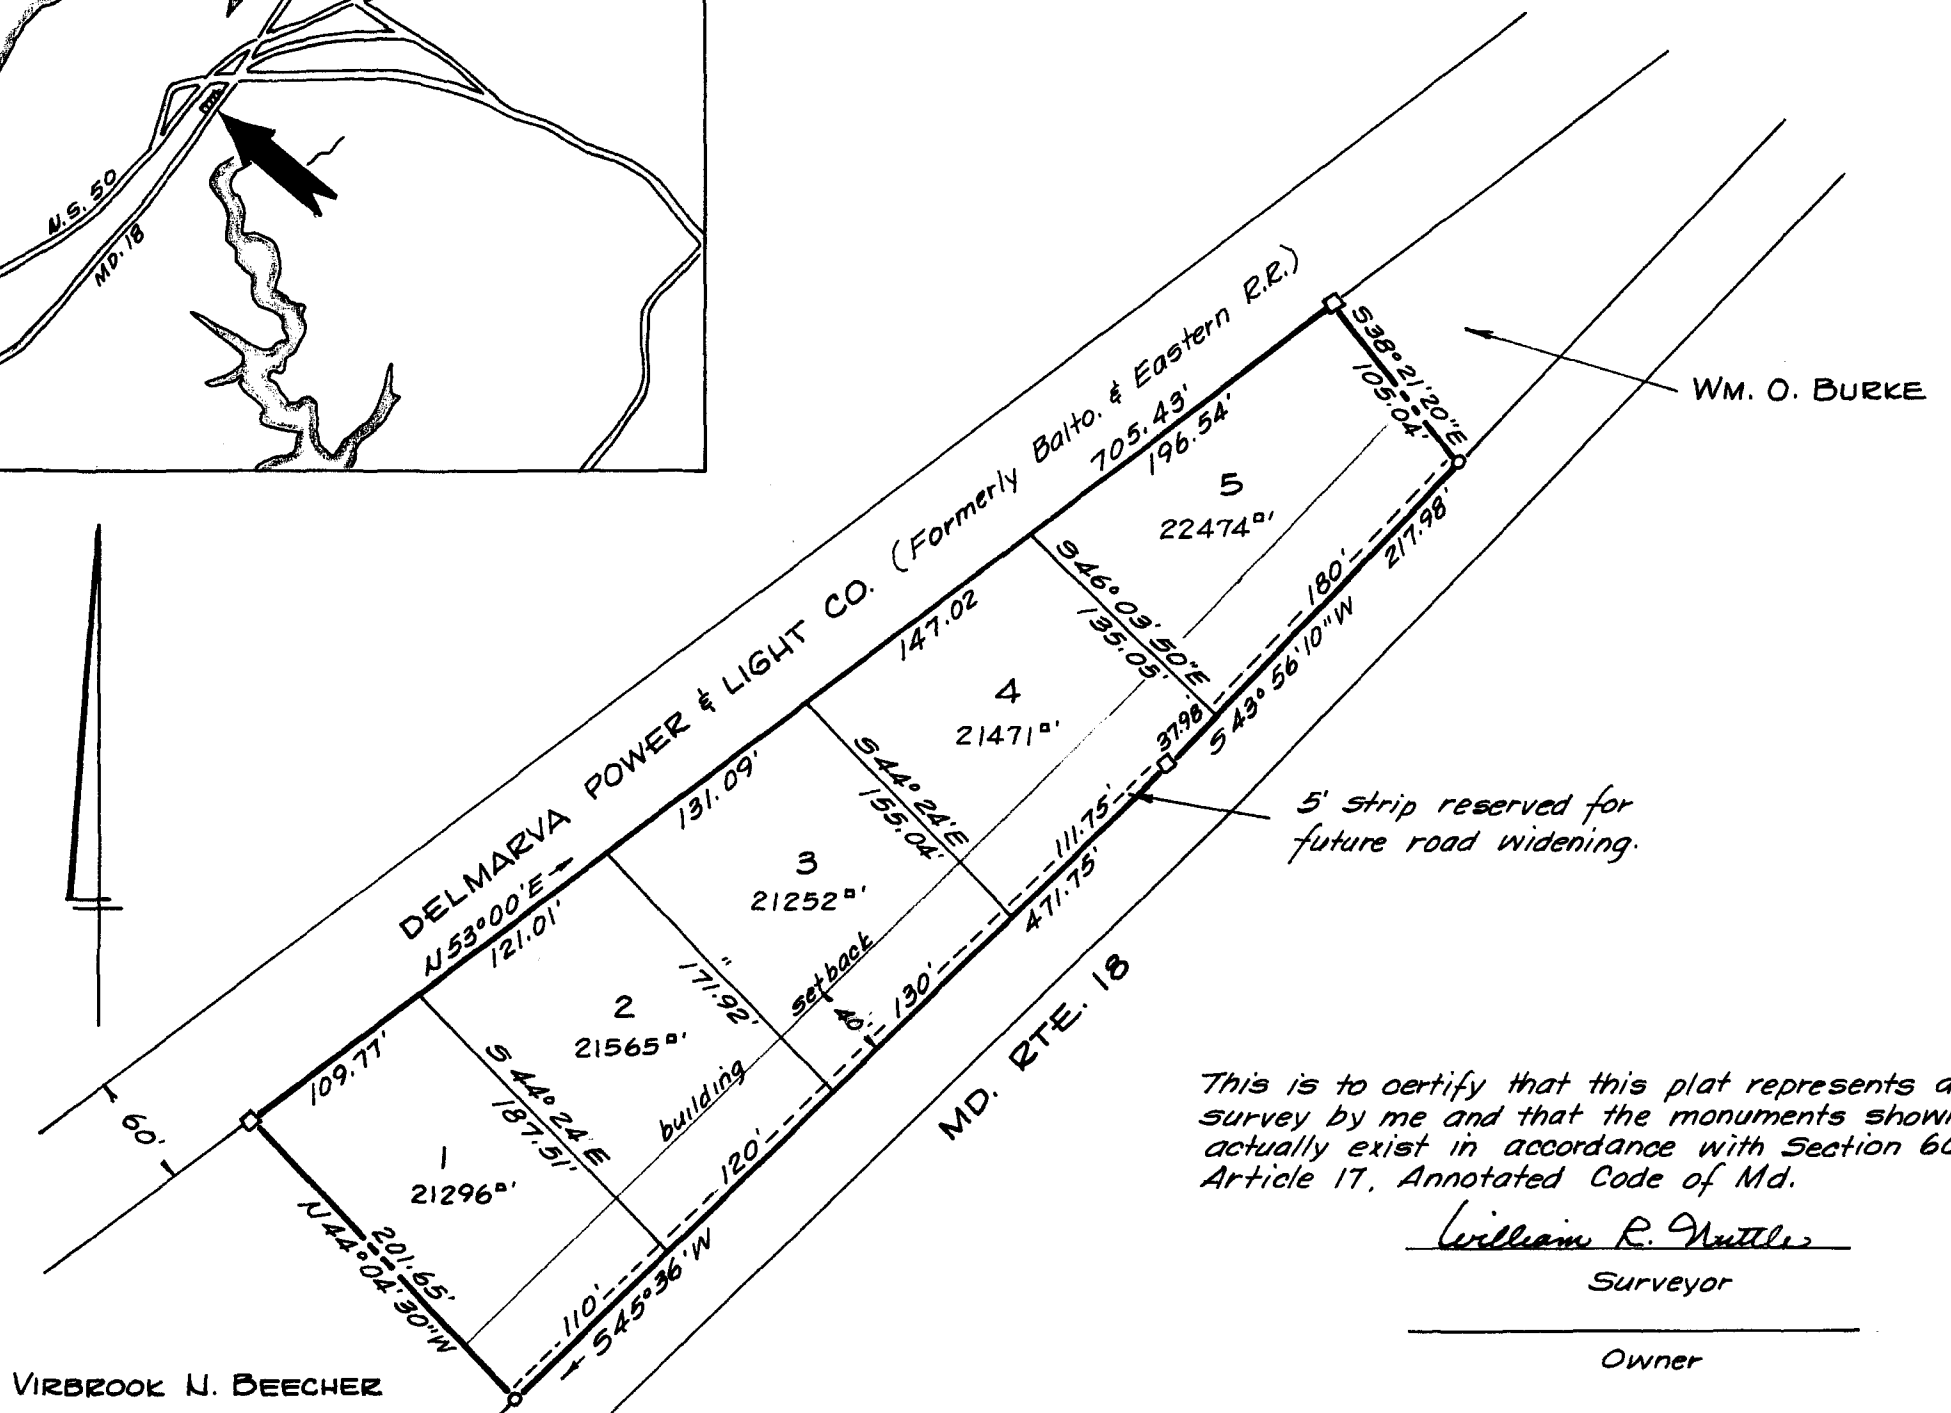 N.S. 50
MD. 18
DELMARVA POWER & LIGHT CO. (Formerly Balto. & Eastern R.R.)
705.43'
196.54'
S38°21'20"E
105.04'
WM. O. BURKE
5
22474▫'
147.02
S46°03'50"E
135.05'
180'
217.98'
S 43°56'10"W
37.98'
4
21471▫'
131.09'
S44°24'E
155.04'
111.75'
471.75'
5' strip reserved for
future road widening.
3
21252▫'
N53°00'E
121.01'
"
171.92'
setback
40'
130'
MD. RTE. 18
2
21565▫'
109.77'
S 44°24'E
187.51'
building
120'
60'
1
21296▫'
201.65'
N44°04'30"W
110'
S45°36'W
VIRBROOK N. BEECHER
This is to certify that this plat represents a
survey by me and that the monuments shown
actually exist in accordance with Section 60
Article 17, Annotated Code of Md.
William R. Nuttle
Surveyor
Owner